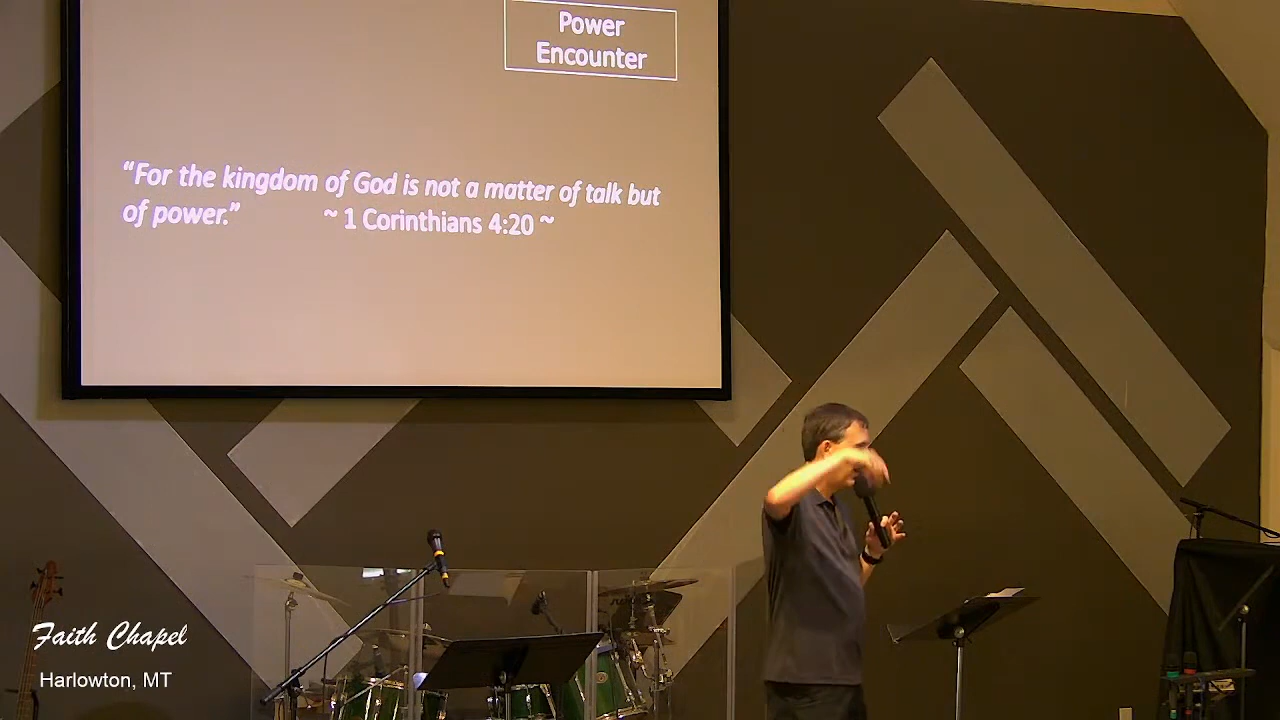 Power
Encounter
“For the kingdom of God is not a matter of talk but
of power.” ~ 1 Corinthians 4:20 ~
Faith Chapel
Harlowton, MT